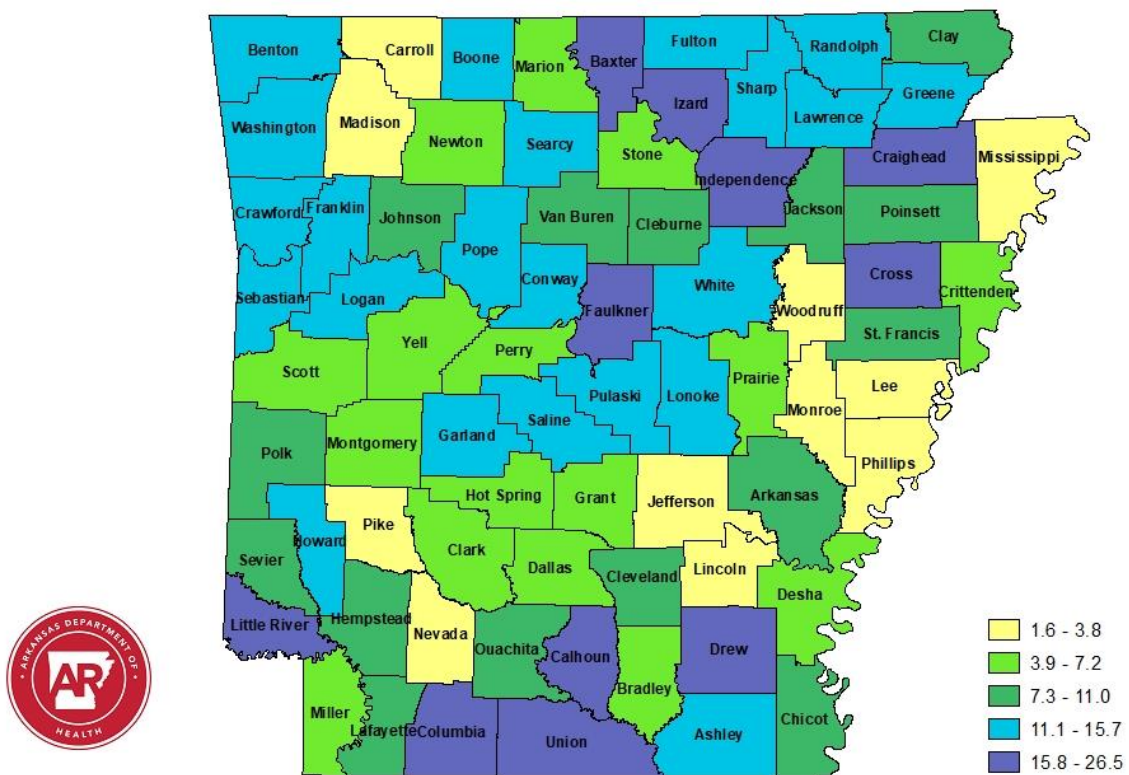 Benton
Carroll
Boone
Marion
Baxter
Fulton
Randolph
Clay
Izard
Sharp
Greene
Washington
Madison
Newton
Searcy
Stone
Lawrence
Independence
Craighead
Mississippi
Crawford
Franklin
Johnson
Van Buren
Cleburne
Jackson
Poinsett
Pope
Sebastian
Logan
Conway
Faulkner
White
Woodruff
Cross
Crittenden
St. Francis
Yell
Perry
Scott
Pulaski
Lonoke
Prairie
Lee
Monroe
Saline
Garland
Polk
Montgomery
Phillips
Hot Spring
Grant
Jefferson
Arkansas
Pike
Howard
Clark
Dallas
Cleveland
Lincoln
Sevier
Desha
Little River
Hempstead
Nevada
Ouachita
Calhoun
Drew
Bradley
Miller
Lafayette
Columbia
Union
Ashley
Chicot
ARKANSAS DEPARTMENT OF
AR
HEALTH
1.6 - 3.8
3.9 - 7.2
7.3 - 11.0
11.1 - 15.7
15.8 - 26.5